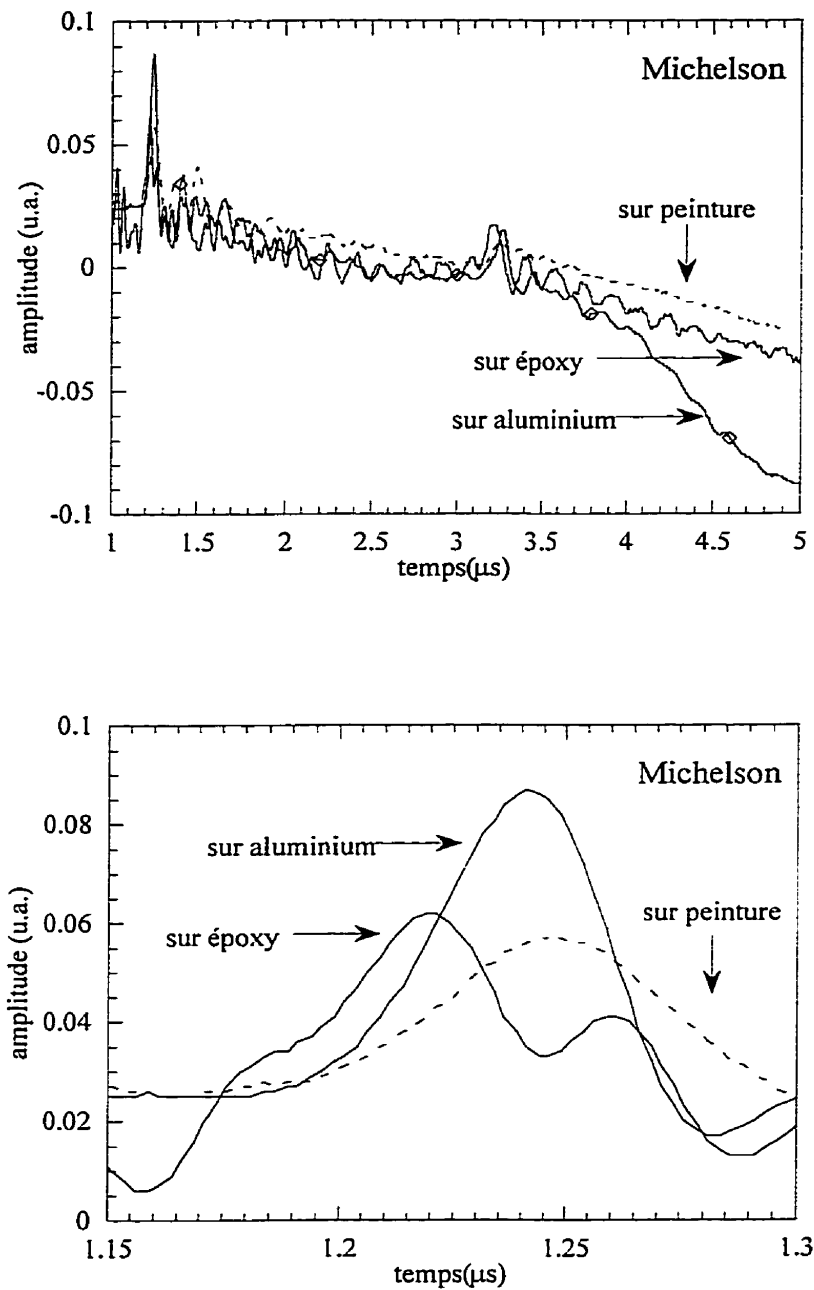 0.1
Michelson
0.05
sur peinture
0
amplitude (u.a.)
sur époxy
-0.05
sur aluminium
-0.1
1 1.5 2 2.5 3 3.5 4 4.5 5
temps(µs)
0.1
Michelson
0.08
sur aluminium
sur peinture
0.06
sur époxy
amplitude (u.a.)
0.04
0.02
0
1.15 1.2 1.25 1.3
temps(µs)